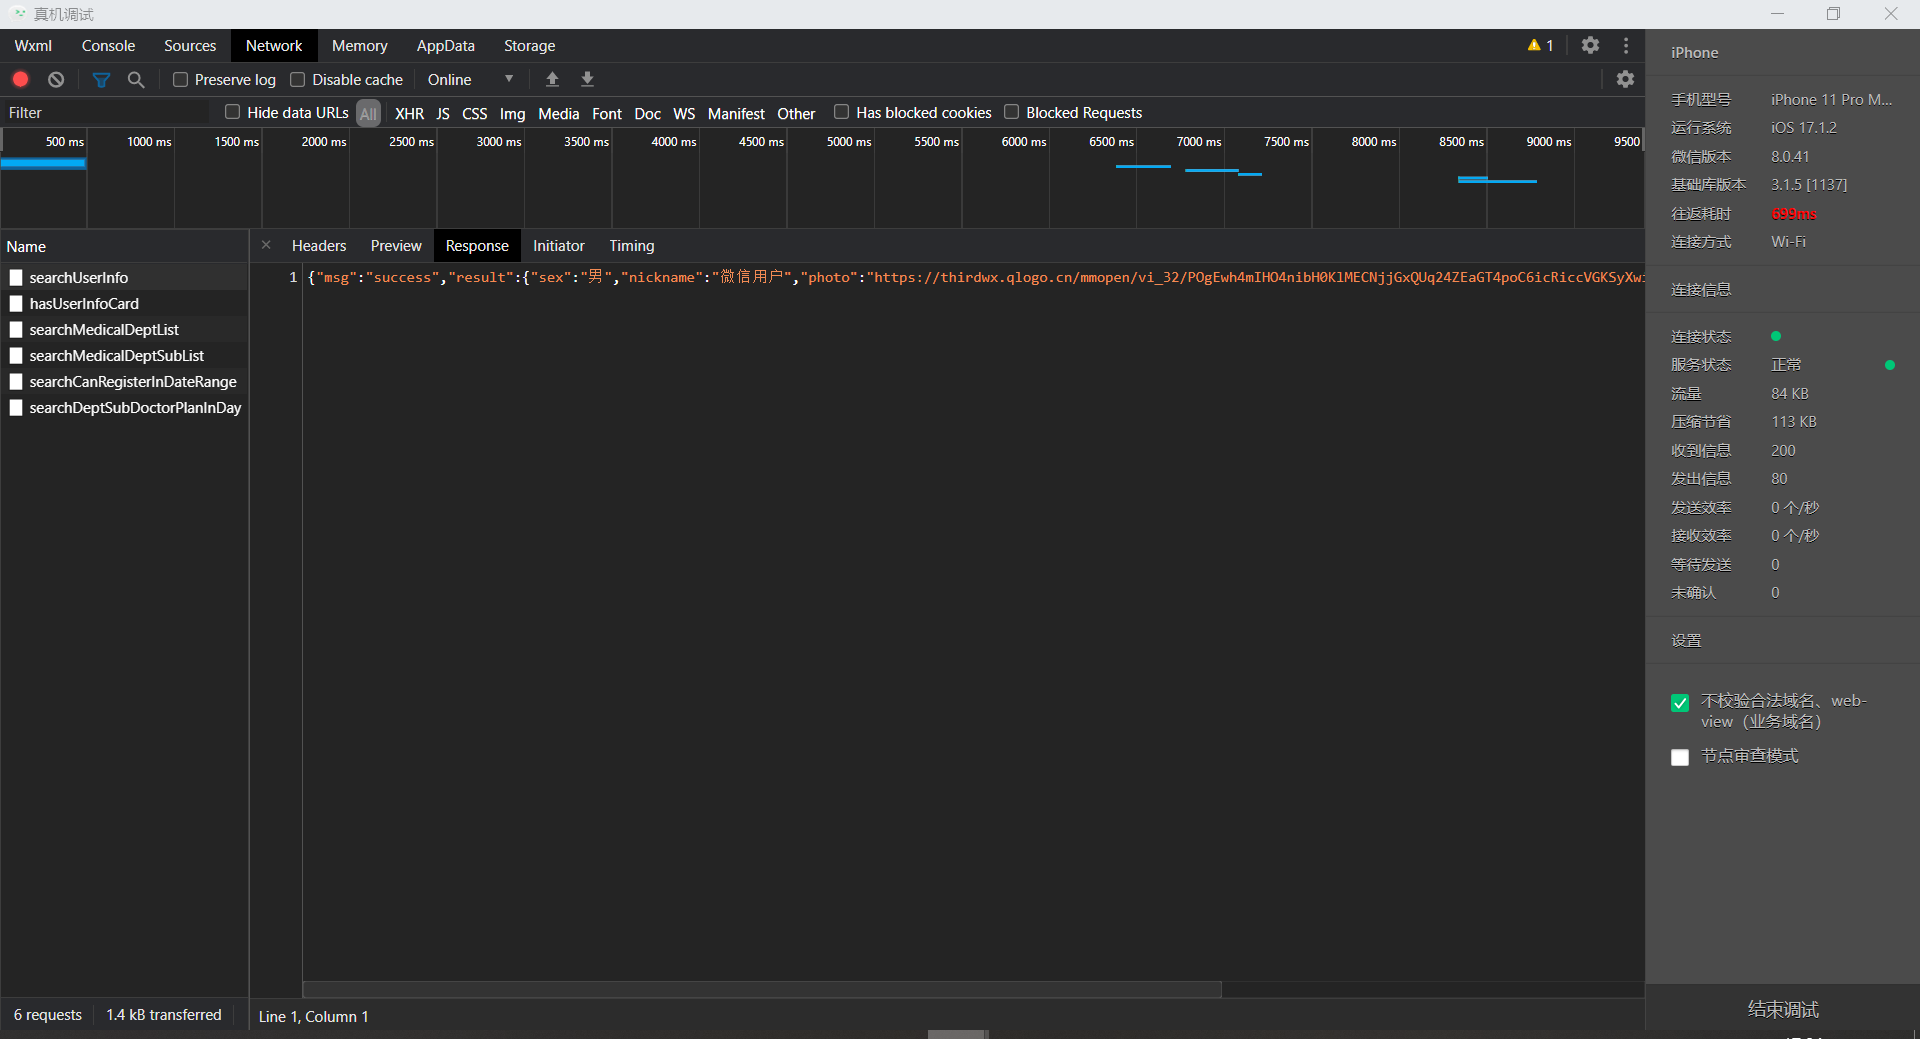 真机调试
Wxml Console Sources Network Memory AppData Storage 1
Preserve log Disable cache Online
Filter Hide data URLs All XHR JS CSS Img Media Font Doc WS Manifest Other Has blocked cookies Blocked Requests
500 ms 1000 ms 1500 ms 2000 ms 2500 ms 3000 ms 3500 ms 4000 ms 4500 ms 5000 ms 5500 ms 6000 ms 6500 ms 7000 ms 7500 ms 8000 ms 8500 ms 9000 ms 9500
Name
searchUserInfo
hasUserInfoCard
searchMedicalDeptList
searchMedicalDeptSubList
searchCanRegisterInDateRange
searchDeptSubDoctorPlanInDay
6 requests 1.4 kB transferred
Headers Preview Response Initiator Timing
1 {"msg":"success","result":{"sex":"男","nickname":"微信用户","photo":"https://thirdwx.qlogo.cn/mmopen/vi_32/POgEwh4mIHO4nibH0KlMECNjjGxQUq24ZEaGT4poC6icRiccVGKSyXwi
Line 1, Column 1
iPhone
手机型号 iPhone 11 Pro M...
运行系统 iOS 17.1.2
微信版本 8.0.41
基础库版本 3.1.5 [1137]
往返耗时 699ms
连接方式 Wi-Fi
连接信息
连接状态
服务状态 正常
流量 84 KB
压缩节省 113 KB
收到信息 200
发出信息 80
发送效率 0 个/秒
接收效率 0 个/秒
等待发送 0
未确认 0
设置
不校验合法域名、web-
view（业务域名）
节点审查模式
结束调试